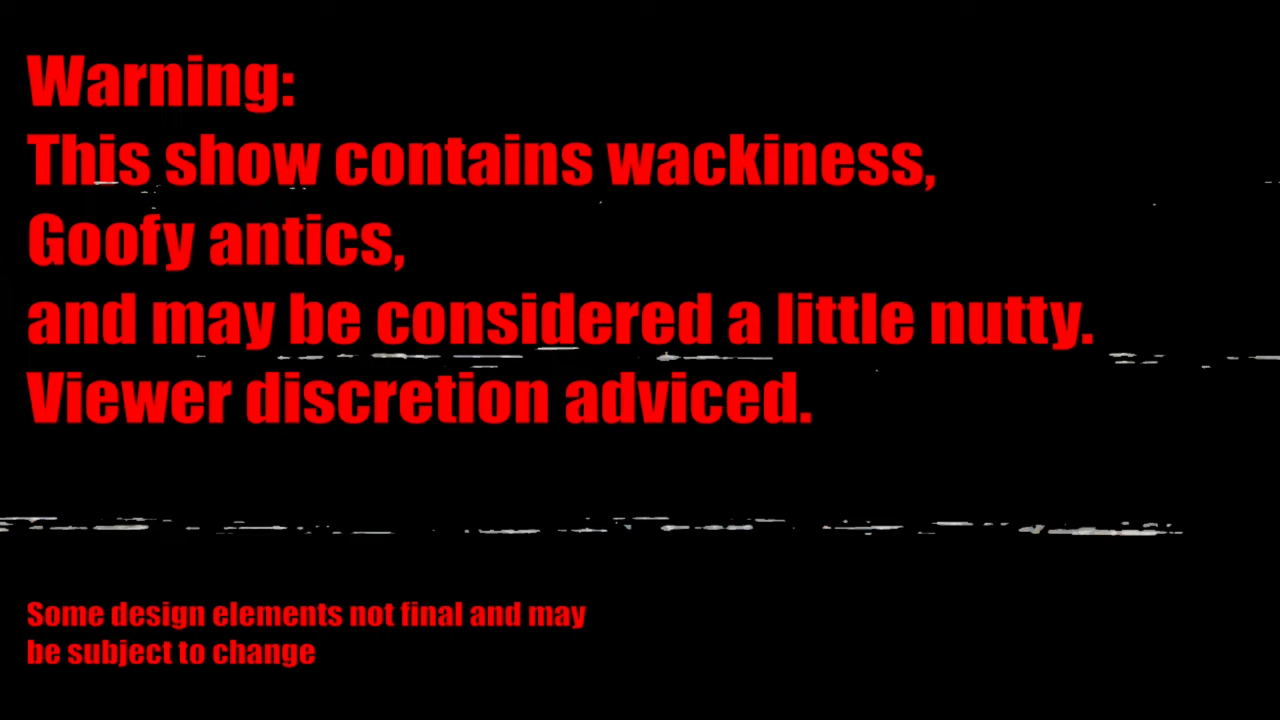 Warning:
This show contains wackiness,
Goofy antics,
and may be considered a little nutty.
Viewer discretion adviced.
Some design elements not final and may
be subject to change